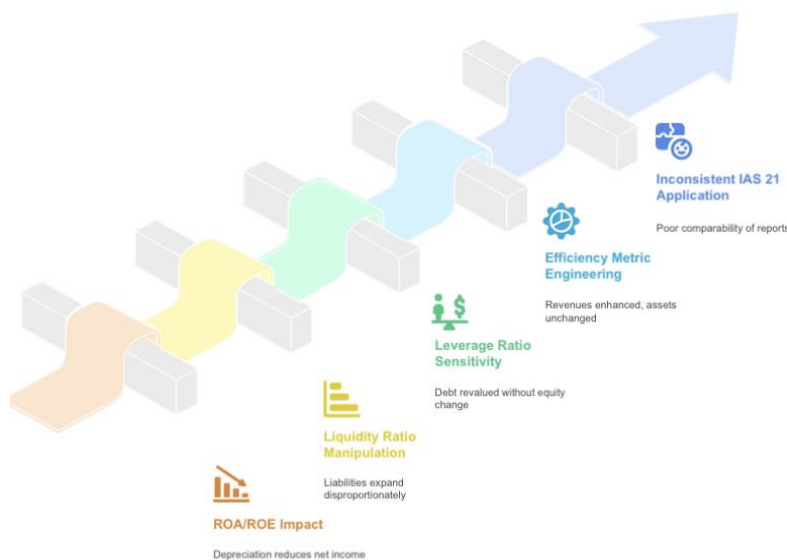 Inconsistent IAS 21
Application
Poor comparability of reports
Efficiency Metric
Engineering
Revenues enhanced, assets
unchanged
Leverage Ratio
Sensitivity
Debt revalued without equity
change
Liquidity Ratio
Manipulation
Liabilities expand
disproportionately
ROA/ROE Impact
Depreciation reduces net income